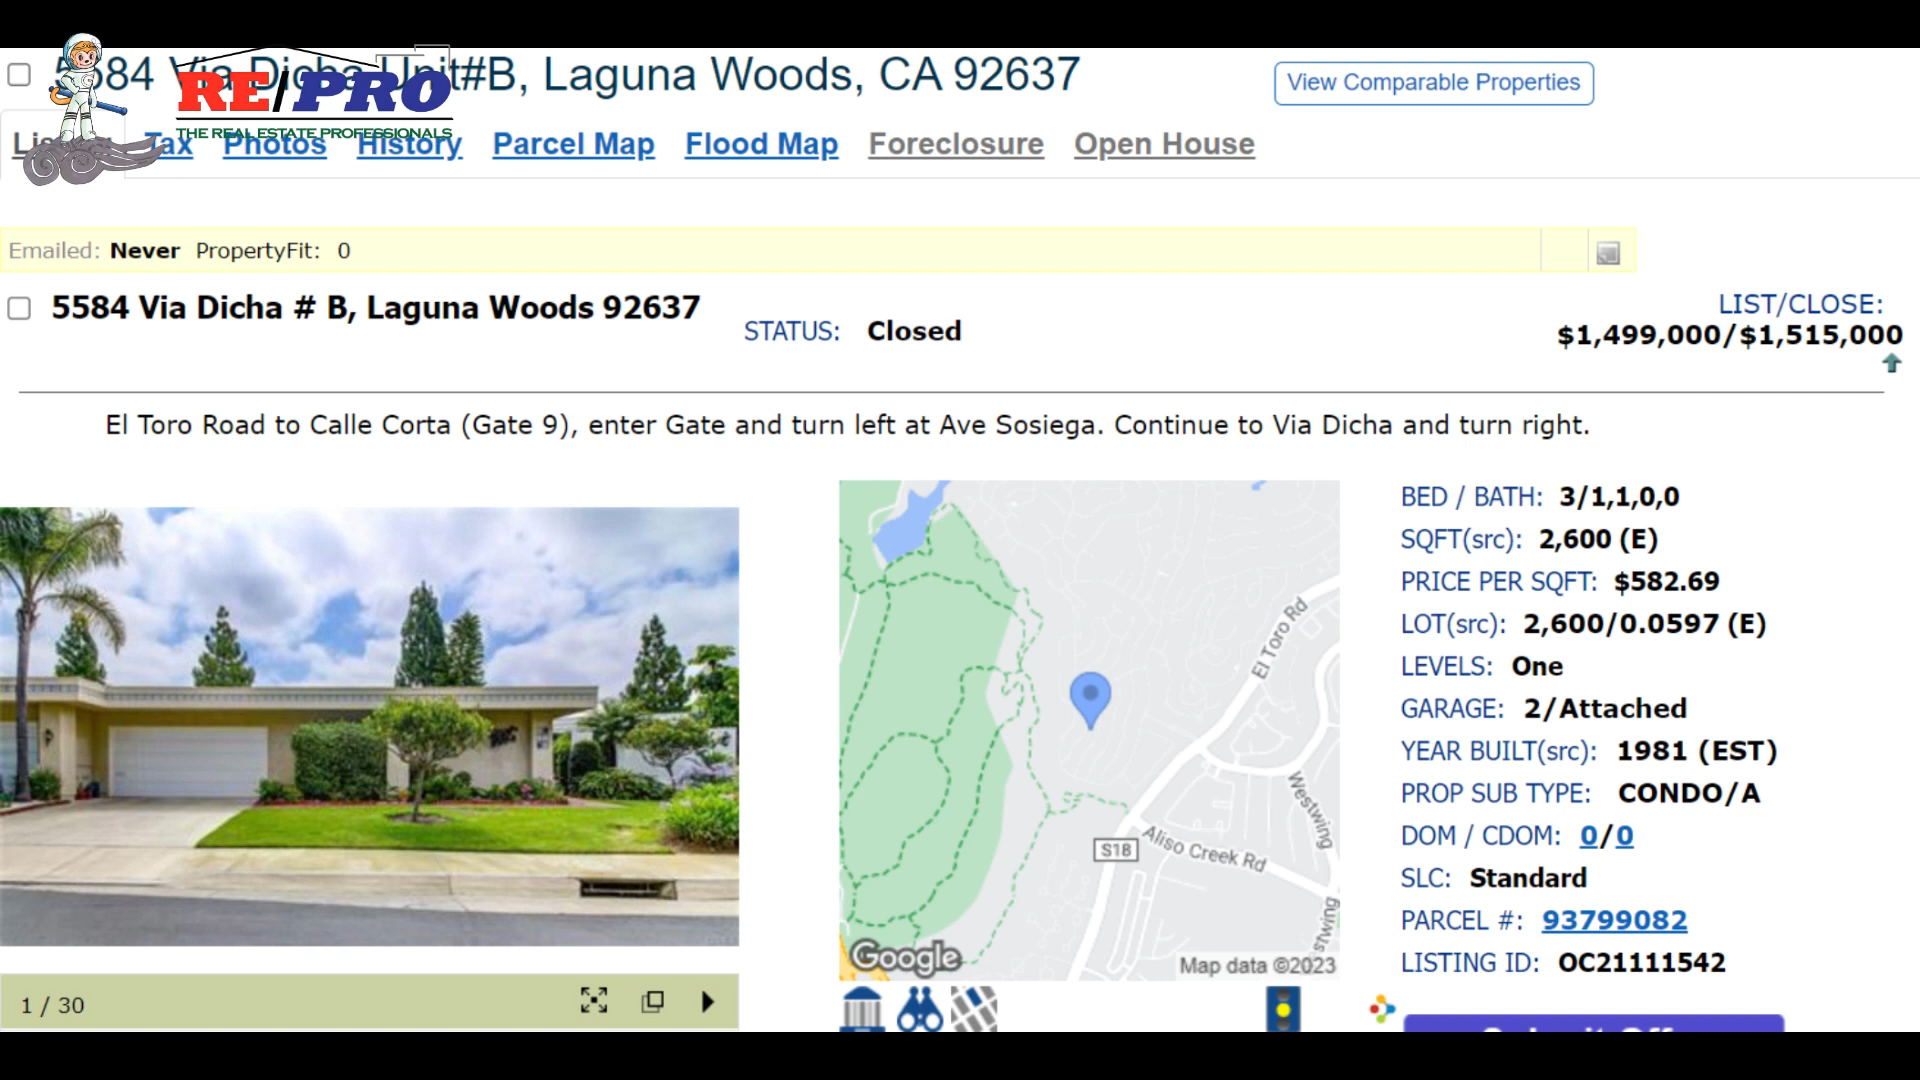 5584 Via Dicha Unit#B, Laguna Woods, CA 92637
View Comparable Properties
RE/PRO
THE REAL ESTATE PROFESSIONALS
Tax Photos History Parcel Map Flood Map Foreclosure Open House
Emailed: Never PropertyFit: 0
5584 Via Dicha # B, Laguna Woods 92637
STATUS: Closed
LIST/CLOSE:
$1,499,000/$1,515,000
El Toro Road to Calle Corta (Gate 9), enter Gate and turn left at Ave Sosiega. Continue to Via Dicha and turn right.
BED / BATH: 3/1,1,0,0
SQFT(src): 2,600 (E)
PRICE PER SQFT: $582.69
LOT(src): 2,600/0.0597 (E)
LEVELS: One
GARAGE: 2/Attached
YEAR BUILT(src): 1981 (EST)
PROP SUB TYPE: CONDO/A
DOM / CDOM: 0/0
SLC: Standard
PARCEL #: 93799082
LISTING ID: OC21111542
El Toro Rd
Westwing
S18
Aliso Creek Rd
stwing
Google
Map data ©2023
1 / 30